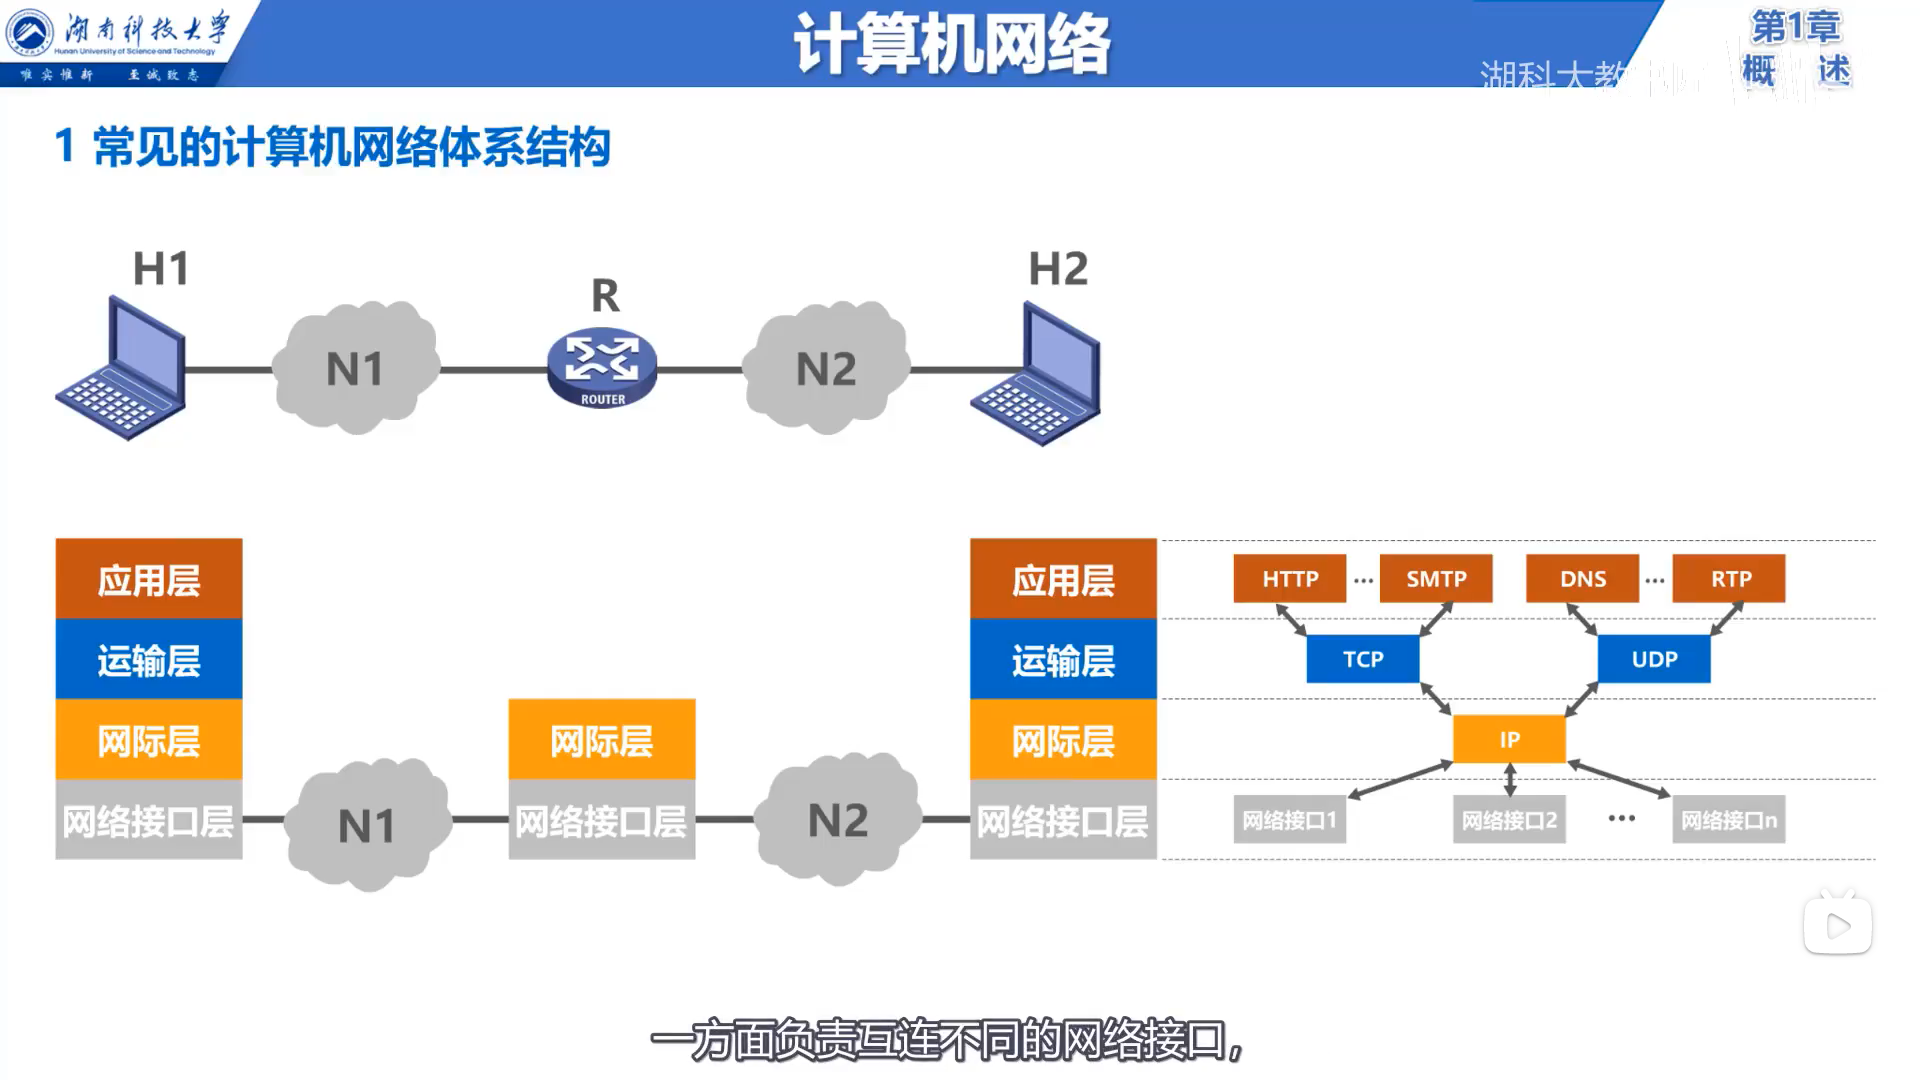 湖南科技大学
Hunan University of Science and Technology
唯实惟新 至诚致志
计算机网络
第1章
概 述
湖科大教
1 常见的计算机网络体系结构
H1
R
H2
N1
ROUTER
N2
应用层
运输层
网际层
网络接口层
N1
网际层
网络接口层
N2
应用层
运输层
网际层
网络接口层
HTTP ... SMTP DNS ... RTP
TCP UDP
IP
网络接口1 网络接口2 ... 网络接口n
一方面负责互连不同的网络接口,